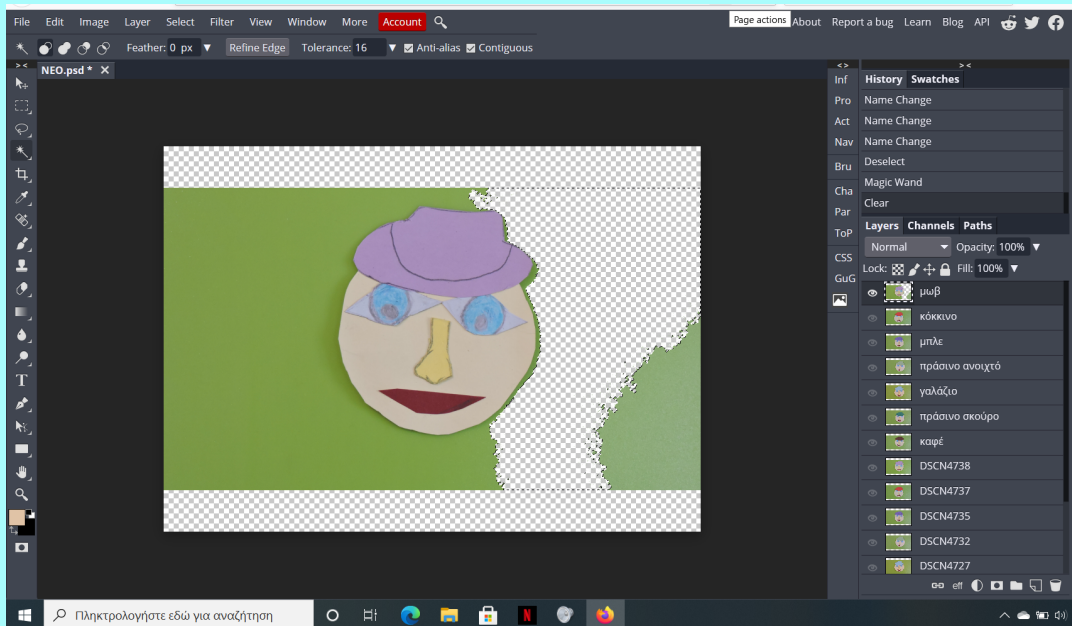 File Edit Image Layer Select Filter View Window More Account Page actions About Report a bug Learn Blog API
Feather: 0 px Refine Edge Tolerance: 16 Anti-alias Contiguous
NEO.psd * X
Inf
Pro
Act
Nav
Bru
Cha
Par
ToP
CSS
GuG
History Swatches
Name Change
Name Change
Name Change
Deselect
Magic Wand
Clear
Layers Channels Paths
Normal Opacity: 100%
Lock: Fill: 100%
μωβ
κόκκινο
μπλε
πράσινο ανοιχτό
γαλάζιο
πράσινο σκούρο
καφέ
DSCN4738
DSCN4737
DSCN4735
DSCN4732
DSCN4727
eff
Πληκτρολογήστε εδώ για αναζήτηση